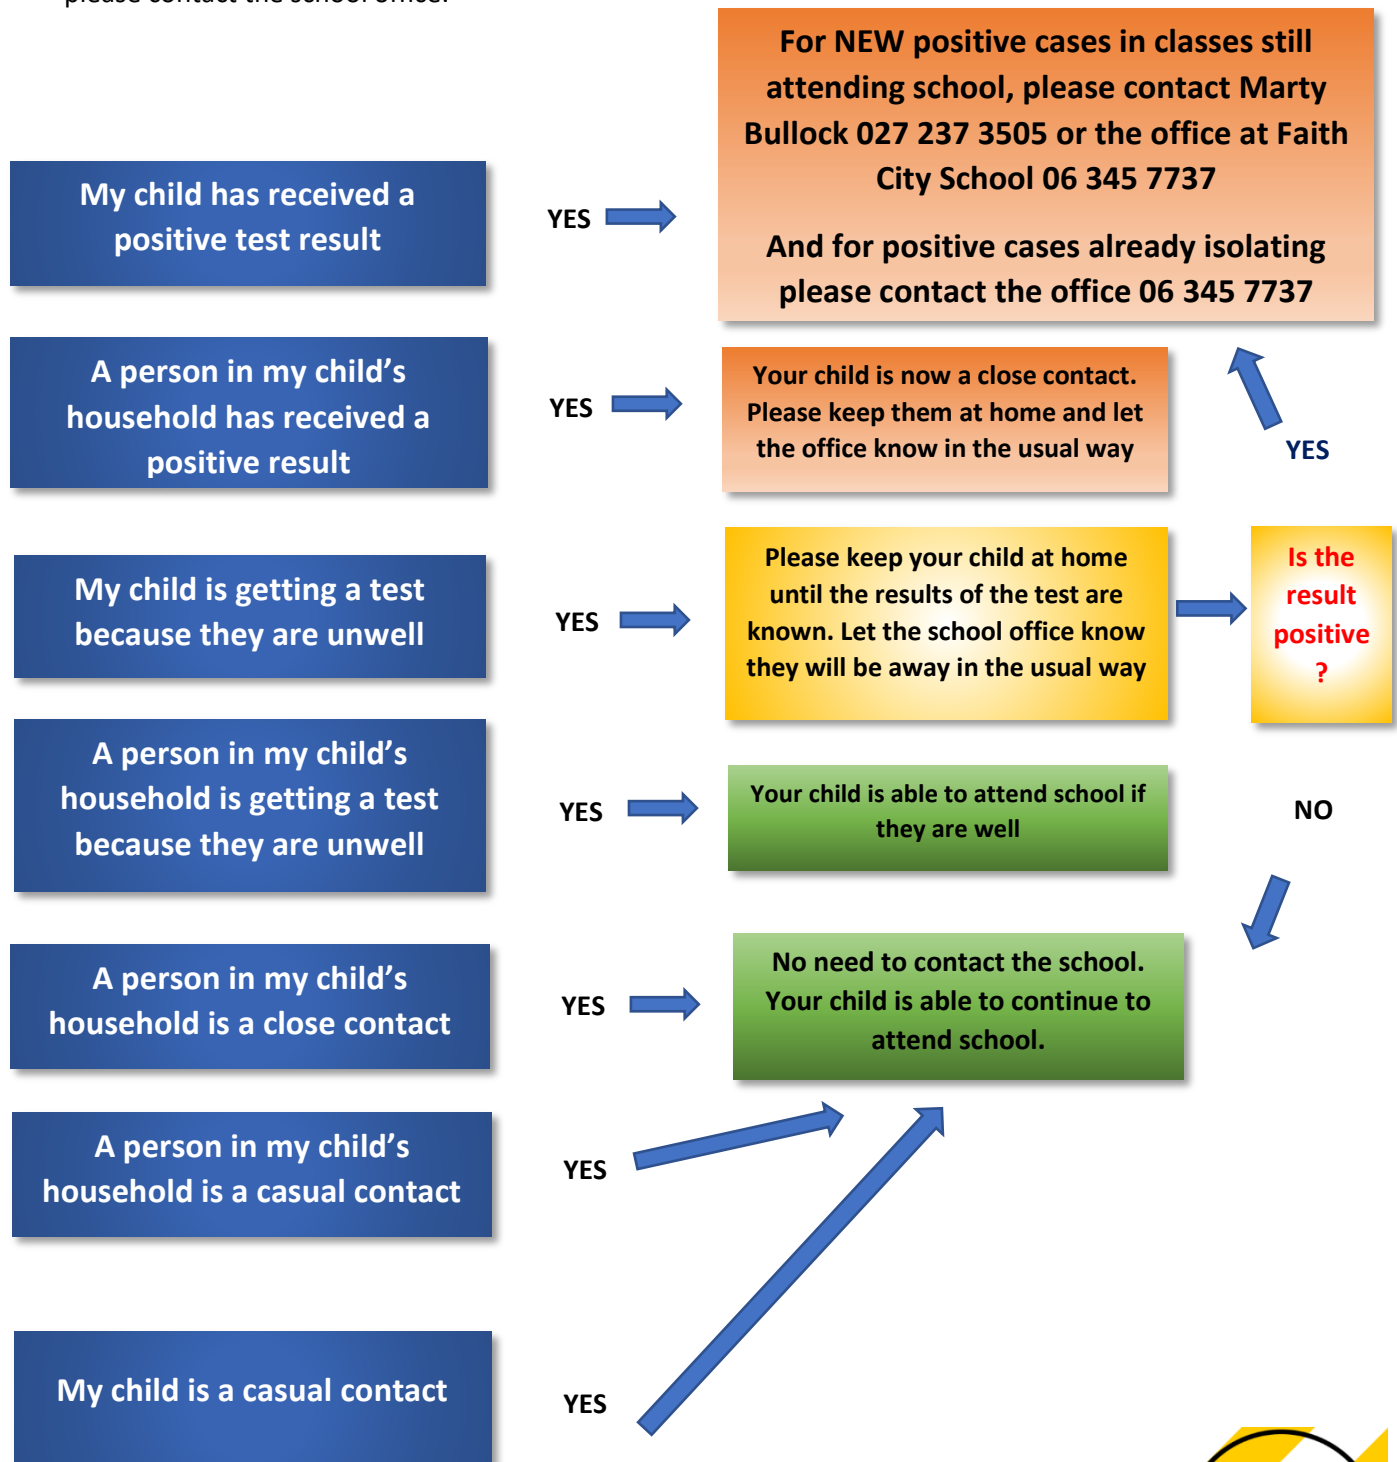 please contact the school office.
For NEW positive cases in classes still
attending school, please contact Marty
Bullock 027 237 3505 or the office at Faith
City School 06 345 7737
And for positive cases already isolating
please contact the office 06 345 7737
My child has received a
positive test result
YES
A person in my child’s
household has received a
positive result
YES
Your child is now a close contact.
Please keep them at home and let
the office know in the usual way
YES
My child is getting a test
because they are unwell
YES
Please keep your child at home
until the results of the test are
known. Let the school office know
they will be away in the usual way
Is the
result
positive
?
A person in my child’s
household is getting a test
because they are unwell
YES
Your child is able to attend school if
they are well
NO
A person in my child’s
household is a close contact
YES
No need to contact the school.
Your child is able to continue to
attend school.
A person in my child’s
household is a casual contact
YES
My child is a casual contact
YES